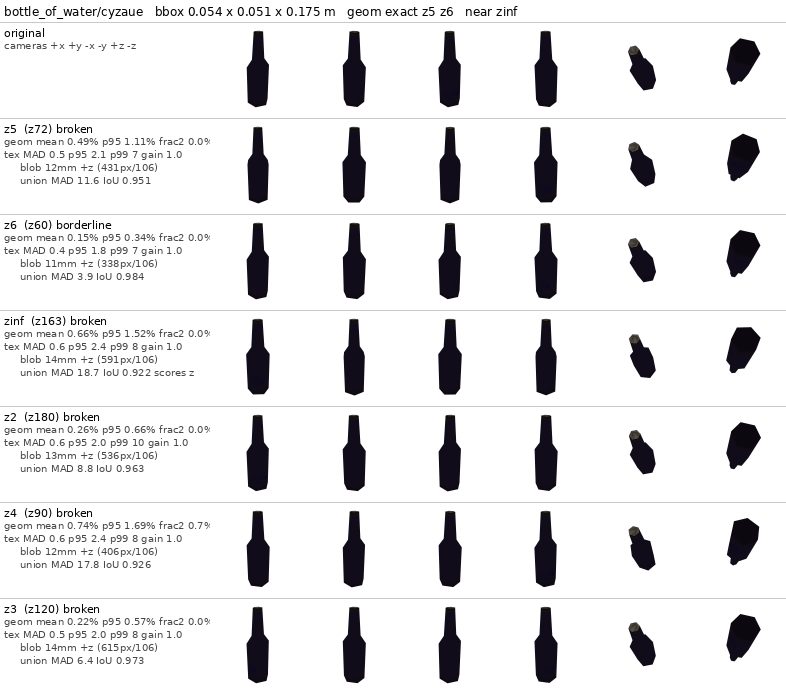 bottle_of_water/cyzaue   bbox 0.054 x 0.051 x 0.175 m   geom exact z5 z6   near zinf
original
cameras +x +y -x -y +z -z
z5  (z72) broken
geom mean 0.49% p95 1.11% frac2 0.0%
tex MAD 0.5 p95 2.1 p99 7 gain 1.0
blob 12mm +z (431px/106)
union MAD 11.6 IoU 0.951
z6  (z60) borderline
geom mean 0.15% p95 0.34% frac2 0.0%
tex MAD 0.4 p95 1.8 p99 7 gain 1.0
blob 11mm +z (338px/106)
union MAD 3.9 IoU 0.984
zinf  (z163) broken
geom mean 0.66% p95 1.52% frac2 0.0%
tex MAD 0.6 p95 2.4 p99 8 gain 1.0
blob 14mm +z (591px/106)
union MAD 18.7 IoU 0.922 scores z
z2  (z180) broken
geom mean 0.26% p95 0.66% frac2 0.0%
tex MAD 0.6 p95 2.0 p99 10 gain 1.0
blob 13mm +z (536px/106)
union MAD 8.8 IoU 0.963
z4  (z90) broken
geom mean 0.74% p95 1.69% frac2 0.7%
tex MAD 0.6 p95 2.4 p99 8 gain 1.0
blob 12mm +z (406px/106)
union MAD 17.8 IoU 0.926
z3  (z120) broken
geom mean 0.22% p95 0.57% frac2 0.0%
tex MAD 0.5 p95 2.0 p99 8 gain 1.0
blob 14mm +z (615px/106)
union MAD 6.4 IoU 0.973